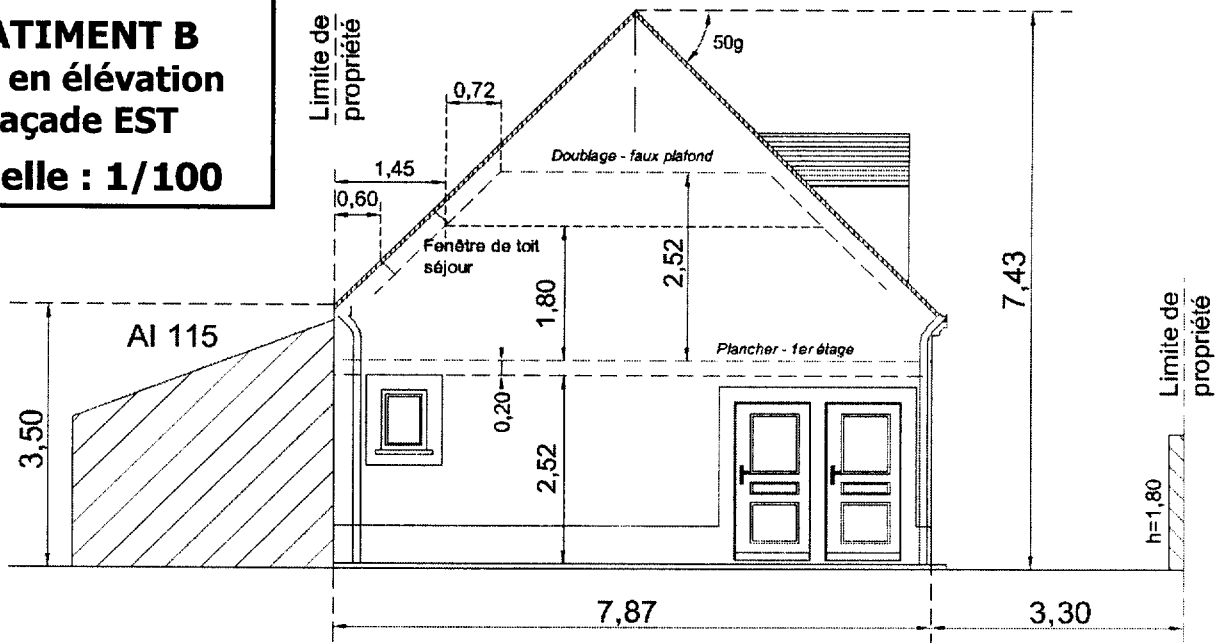 ATIMENT B
en élévation
açade EST
elle : 1/100
Limite de
propriété
50g
0,72
Doublage - faux plafond
1,45
0,60
Fenêtre de toit
séjour
2,52
1,80
7,43
Limite de
propriété
AI 115
Plancher - 1er étage
3,50
0,20
2,52
h=1,80
7,87
3,30